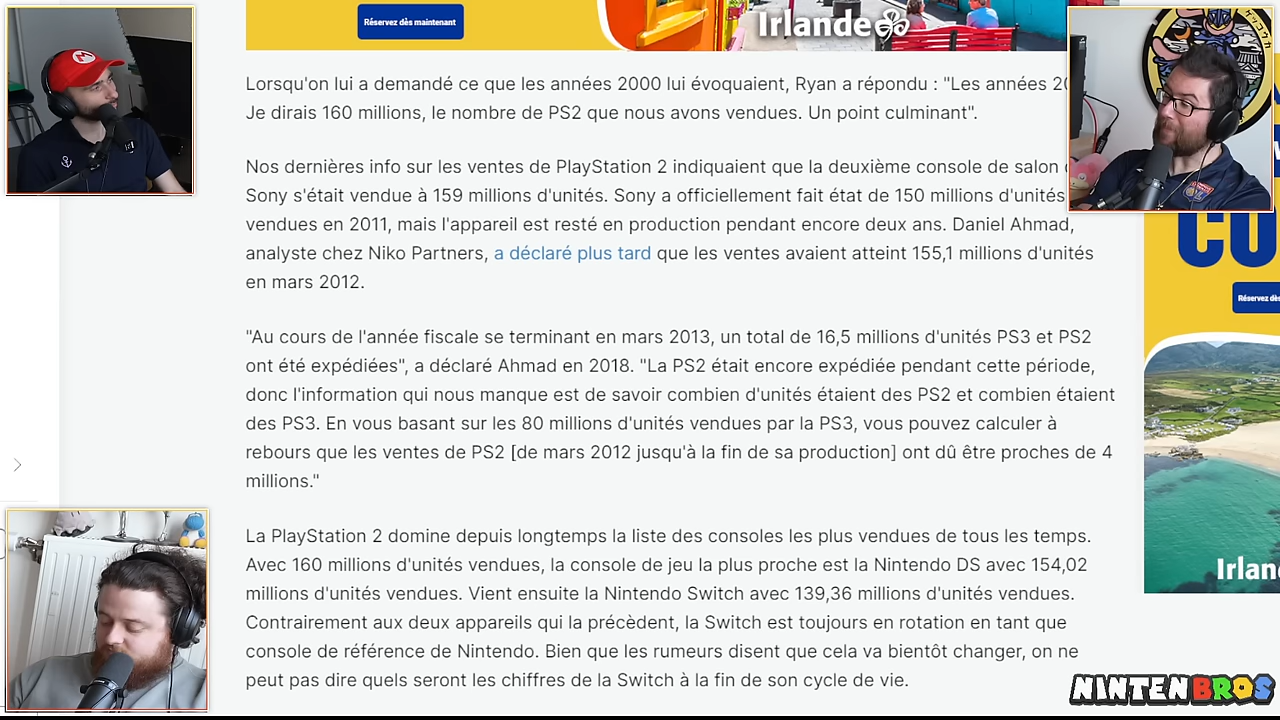 Réservez dès maintenant
Irlande
Lorsqu'on lui a demandé ce que les années 2000 lui évoquaient, Ryan a répondu : "Les années
Je dirais 160 millions, le nombre de PS2 que nous avons vendues. Un point culminant".
Nos dernières info sur les ventes de PlayStation 2 indiquaient que la deuxième console de salon
Sony s'était vendue à 159 millions d'unités. Sony a officiellement fait état de 150 millions d'unités
vendues en 2011, mais l'appareil est resté en production pendant encore deux ans. Daniel Ahmad,
analyste chez Niko Partners, a déclaré plus tard que les ventes avaient atteint 155,1 millions d'unités
en mars 2012.
"Au cours de l'année fiscale se terminant en mars 2013, un total de 16,5 millions d'unités PS3 et PS2
ont été expédiées", a déclaré Ahmad en 2018. "La PS2 était encore expédiée pendant cette période,
donc l'information qui nous manque est de savoir combien d'unités étaient des PS2 et combien étaient
des PS3. En vous basant sur les 80 millions d'unités vendues par la PS3, vous pouvez calculer à
rebours que les ventes de PS2 [de mars 2012 jusqu'à la fin de sa production] ont dû être proches de 4
millions."
La PlayStation 2 domine depuis longtemps la liste des consoles les plus vendues de tous les temps.
Avec 160 millions d'unités vendues, la console de jeu la plus proche est la Nintendo DS avec 154,02
millions d'unités vendues. Vient ensuite la Nintendo Switch avec 139,36 millions d'unités vendues.
Contrairement aux deux appareils qui la précèdent, la Switch est toujours en rotation en tant que
console de référence de Nintendo. Bien que les rumeurs disent que cela va bientôt changer, on ne
peut pas dire quels seront les chiffres de la Switch à la fin de son cycle de vie.
CO
Réservez dès
Irlan
NINTENBROS